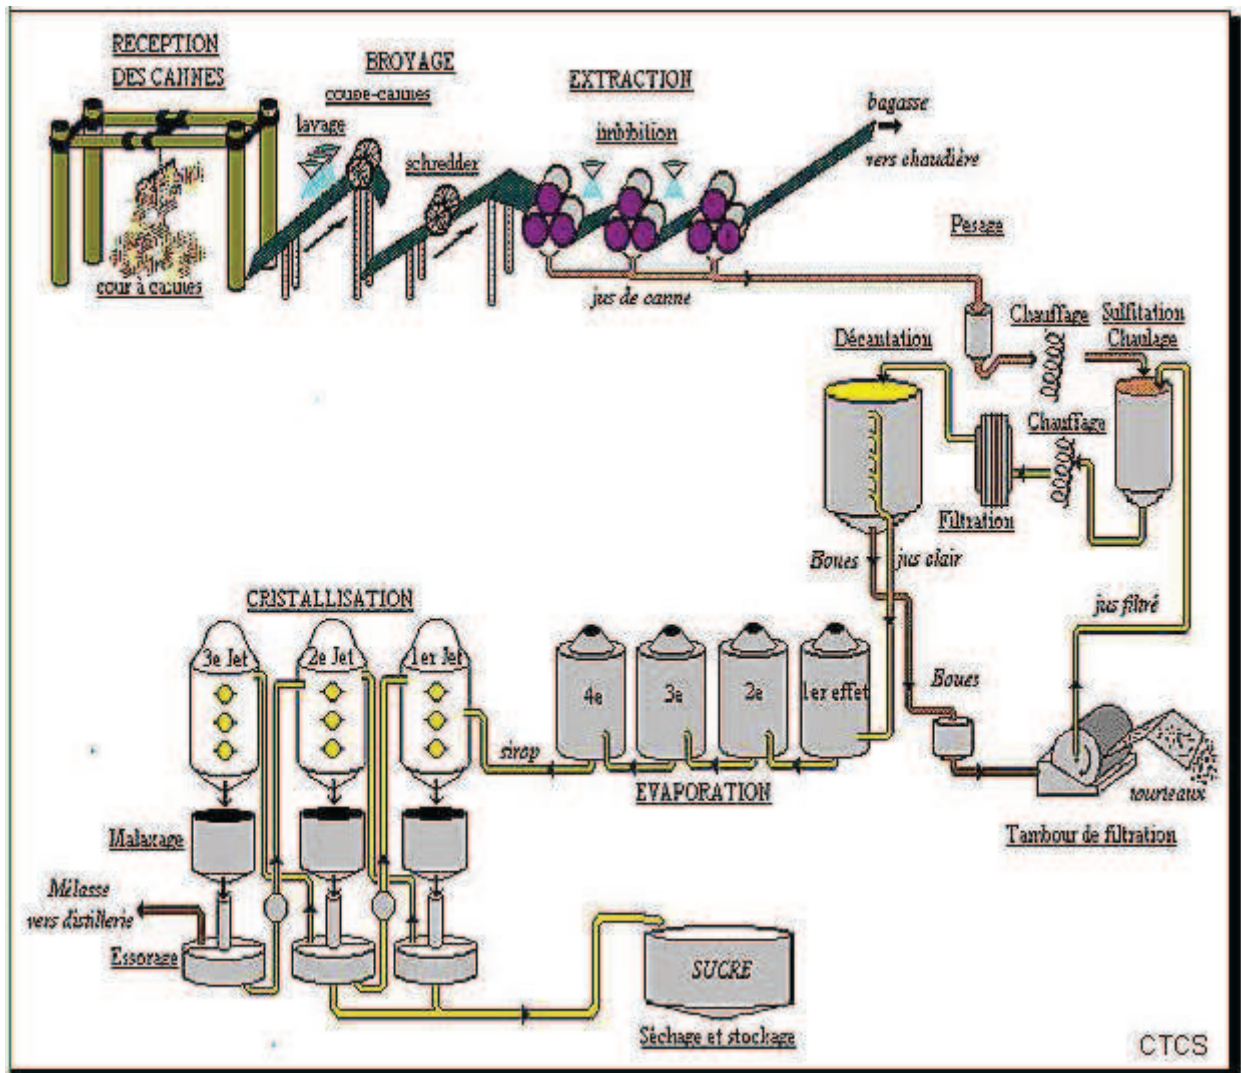 RECEPTION
DES CANNES
BROYAGE
coupe-cannes
EXTRACTION
lavage
imbibition
schredder
bagasse
vers chaudière
cour à cannes
jus de canne
Pesage
Chauffage
Sulfitation
Chaulage
Décantation
Chauffage
Filtration
Boues
jus clair
jus filtré
CRISTALLISATION
3e Jet
2e Jet
1er Jet
4e
3e
2e
1er effet
Boues
sirop
EVAPORATION
tourteaux
Tambour de filtration
Malaxage
Mélasse
vers distillerie
Essorage
SUCRE
Séchage et stockage
CTCS